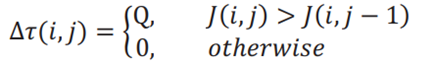 Δτ(i,j) = {Q, J(i,j) > J(i,j − 1)
0, otherwise